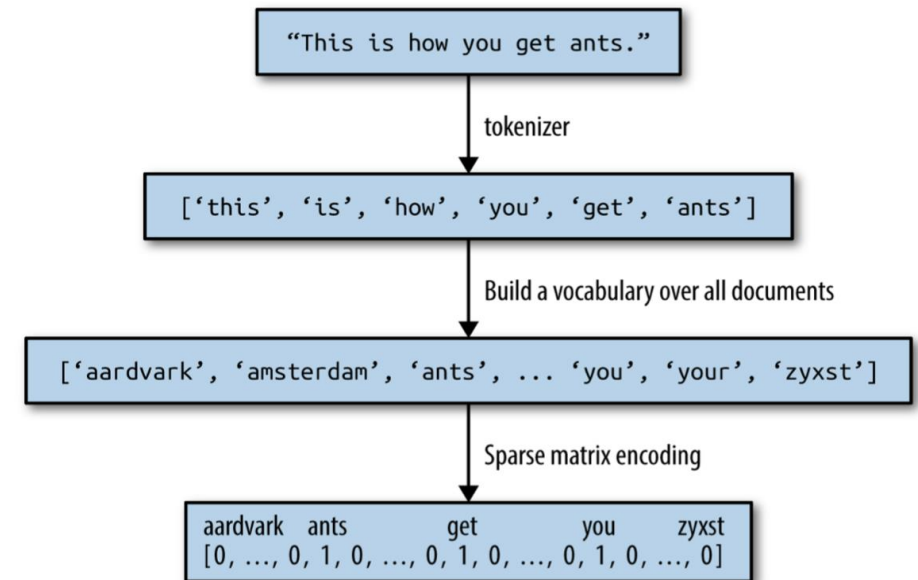 “This is how you get ants.”
tokenizer
[‘this’, ‘is’, ‘how’, ‘you’, ‘get’, ‘ants’]
Build a vocabulary over all documents
[‘aardvark’, ‘amsterdam’, ‘ants’, ... ‘you’, ‘your’, ‘zyxst’]
Sparse matrix encoding
aardvark ants get you zyxst
[0, ..., 0, 1, 0, ..., 0, 1, 0, ..., 0, 1, 0, ..., 0]